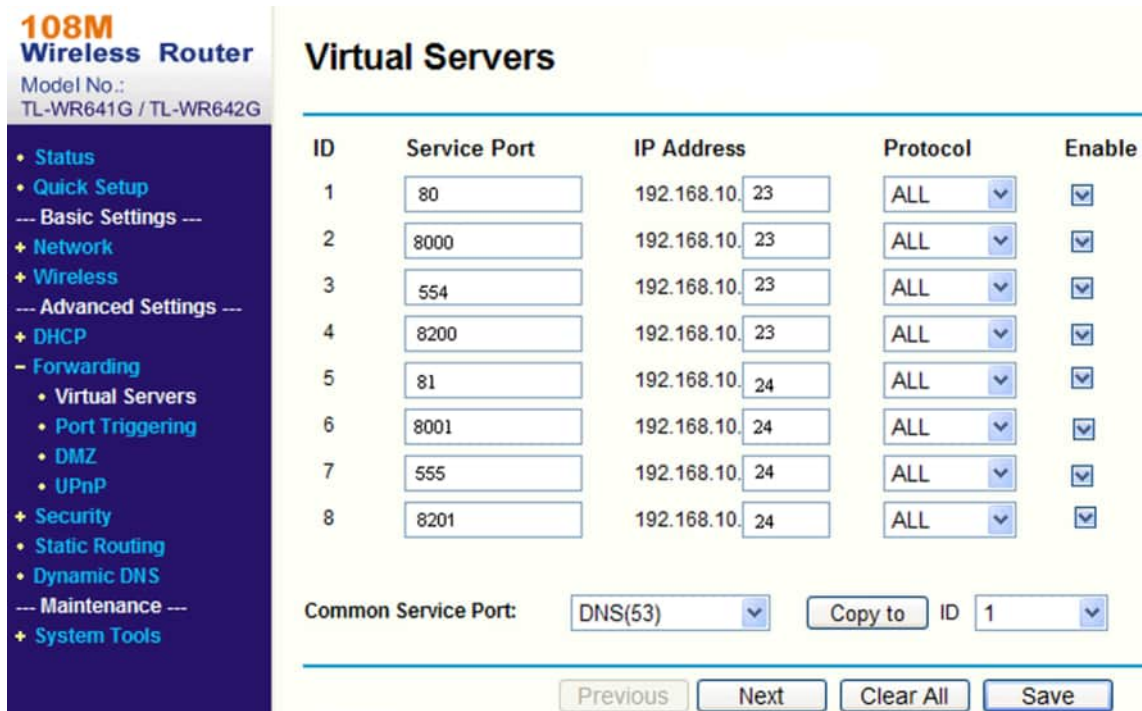 108M
Wireless Router
Model No.:
TL-WR641G / TL-WR642G
• Status
• Quick Setup
--- Basic Settings ---
+ Network
+ Wireless
--- Advanced Settings ---
+ DHCP
– Forwarding
• Virtual Servers
• Port Triggering
• DMZ
• UPnP
+ Security
• Static Routing
• Dynamic DNS
--- Maintenance ---
+ System Tools
Virtual Servers
ID Service Port IP Address Protocol Enable
1 80 192.168.10. 23 ALL
2 8000 192.168.10. 23 ALL
3 554 192.168.10. 23 ALL
4 8200 192.168.10. 23 ALL
5 81 192.168.10. 24 ALL
6 8001 192.168.10. 24 ALL
7 555 192.168.10. 24 ALL
8 8201 192.168.10. 24 ALL
Common Service Port: DNS(53) Copy to ID 1
Previous Next Clear All Save